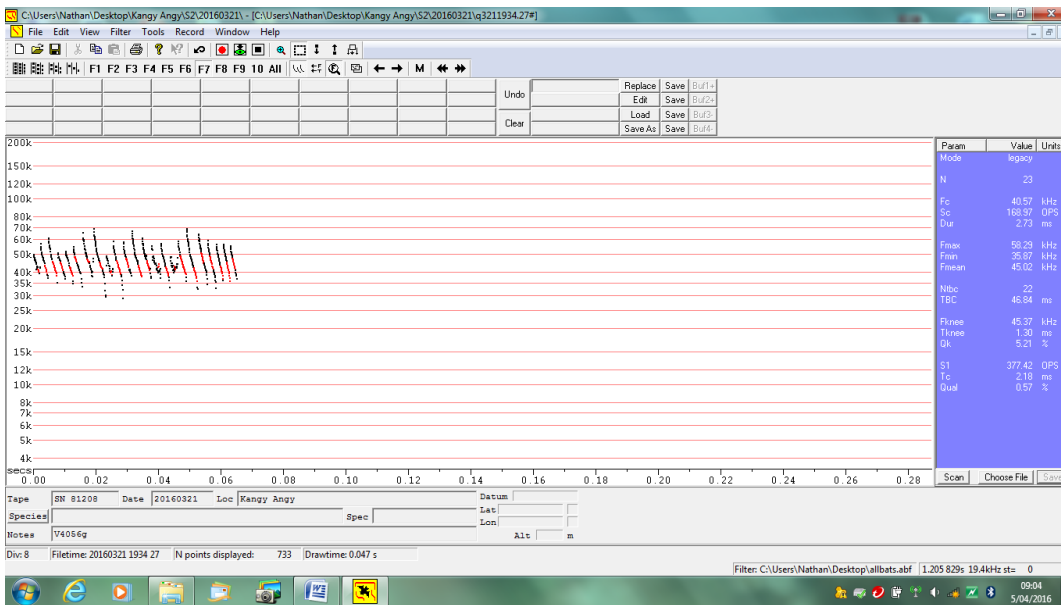 C:\Users\Nathan\Desktop\Kangy Angy\S2\20160321\ - [C:\Users\Nathan\Desktop\Kangy Angy\S2\20160321\q3211934.27#]
File Edit View Filter Tools Record Window Help
F1 F2 F3 F4 F5 F6 F7 F8 F9 10 All M
Undo Replace Save Buf1+
Edit Save Buf2+
Clear Load Save Buf3-
Save As Save Buf4-
200k
150k
120k
100k
80k
70k
60k
50k
40k
35k
30k
25k
20k
15k
12k
10k
8k
7k
6k
5k
4k
secs
0.00 0.02 0.04 0.06 0.08 0.10 0.12 0.14 0.16 0.18 0.20 0.22 0.24 0.26 0.28
Param Value Units
Mode legacy
N 23
Fc 40.57 kHz
Sc 168.97 OPS
Dur 2.73 ms
Fmax 58.29 kHz
Fmin 35.87 kHz
Fmean 45.02 kHz
Ntbc 22
TBC 46.84 ms
Fknee 45.37 kHz
Tknee 1.30 ms
Qk 5.21 %
S1 377.42 OPS
Tc 2.18 ms
Qual 0.57 %
Scan Choose File Save
Tape SN 81208 Date 20160321 Loc Kangy Angy Datum
Species Spec Lat
Lon
Notes V4056g Alt m
Div: 8 Filetime: 20160321 1934 27 N points displayed: 733 Drawtime: 0.047 s
Filter: C:\Users\Nathan\Desktop\allbats.abf 1.205 829s 19.4kHz st= 0
09:04
5/04/2016